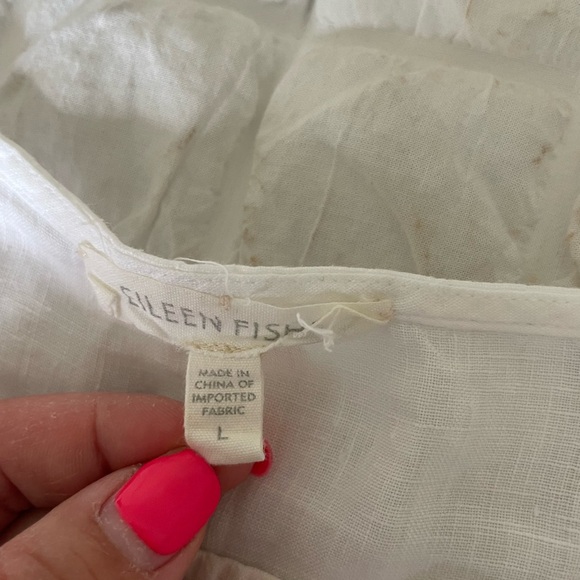 EILEEN FISH
MADE IN
CHINA OF
IMPORTED
FABRIC
L